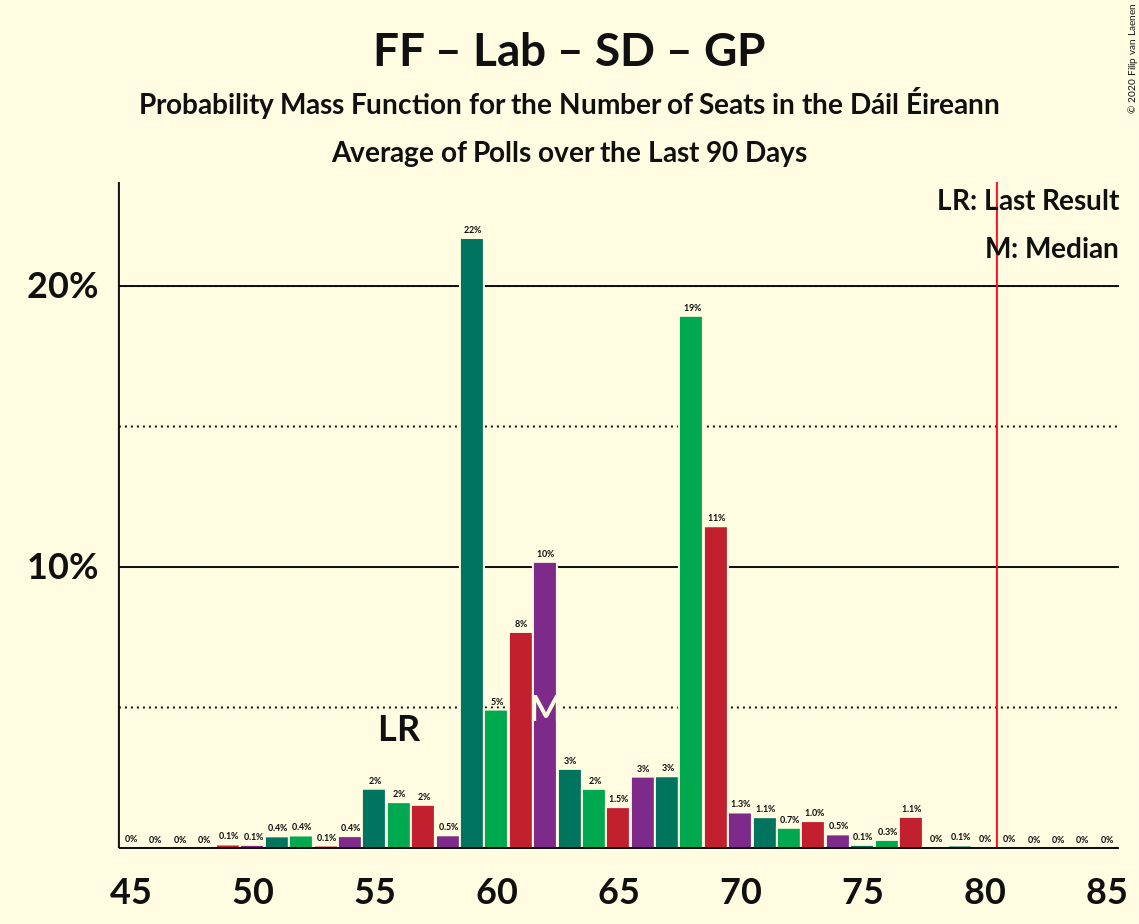 FF – Lab – SD – GP
Probability Mass Function for the Number of Seats in the Dáil Éireann
Average of Polls over the Last 90 Days
© 2020 Filip van Laenen
LR: Last Result
M: Median
20%
10%
22%
19%
11%
10%
8%
5%
M
LR
0% 0% 0% 0% 0.1% 0.1% 0.4% 0.4% 0.1% 0.4% 2% 2% 2% 0.5% 3% 2% 1.5% 3% 3% 1.3% 1.1% 0.7% 1.0% 0.5% 0.1% 0.3% 1.1% 0% 0.1% 0% 0% 0% 0% 0% 0%
45 50 55 60 65 70 75 80 85